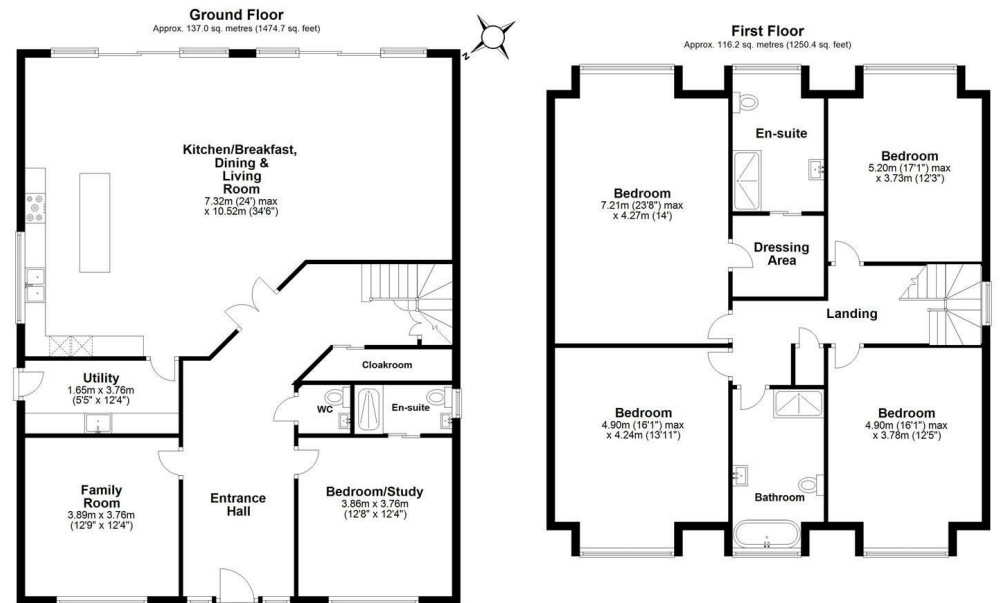 Ground Floor
Approx. 137.0 sq. metres (1474.7 sq. feet)
N
Kitchen/Breakfast,
Dining &
Living
Room
7.32m (24') max
x 10.52m (34'6")
Utility
1.65m x 3.76m
(5'5" x 12'4")
Cloakroom
WC
En-suite
Family
Room
3.89m x 3.76m
(12'9" x 12'4")
Entrance
Hall
Bedroom/Study
3.86m x 3.76m
(12'8" x 12'4")
First Floor
Approx. 116.2 sq. metres (1250.4 sq. feet)
Bedroom
7.21m (23'8") max
x 4.27m (14')
En-suite
Bedroom
5.20m (17'1") max
x 3.73m (12'3")
Dressing
Area
Landing
Bedroom
4.90m (16'1") max
x 4.24m (13'11")
Bathroom
Bedroom
4.90m (16'1") max
x 3.78m (12'5")